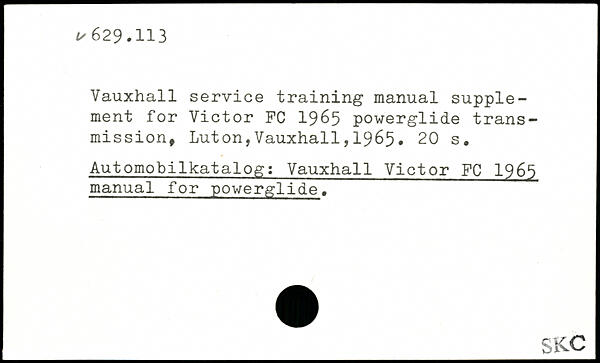 v 629.113
Vauxhall service training manual supple-
ment for Victor FC 1965 powerglide trans-
mission, Luton,Vauxhall,1965. 20 s.
Automobilkatalog: Vauxhall Victor FC 1965
manual for powerglide.
SKC